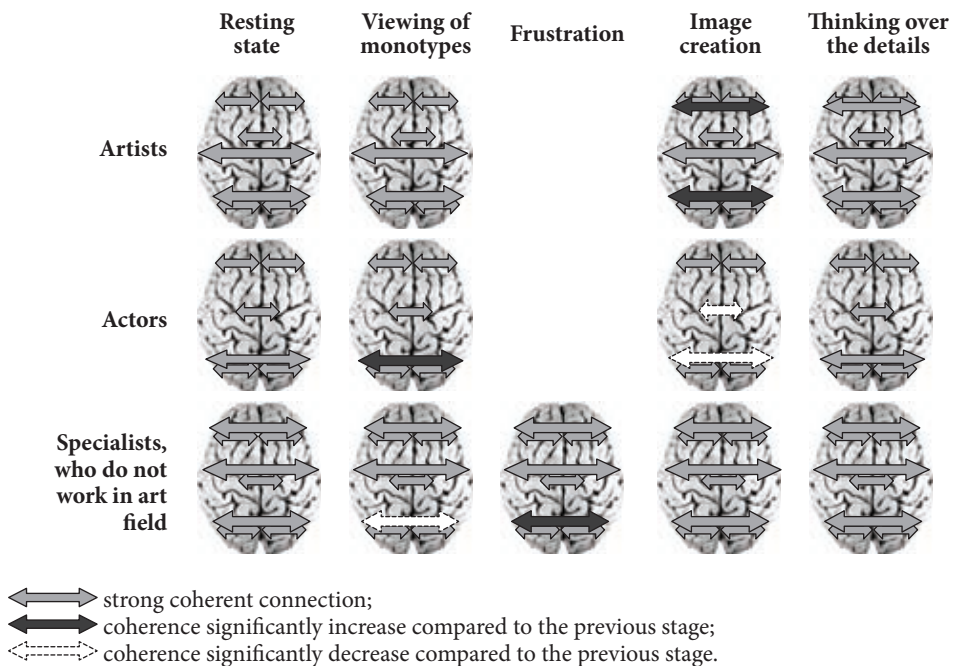 Resting
state
Viewing of
monotypes
Frustration
Image
creation
Thinking over
the details
Artists
Actors
Specialists,
who do not
work in art
field
strong coherent connection;
coherence significantly increase compared to the previous stage;
coherence significantly decrease compared to the previous stage.